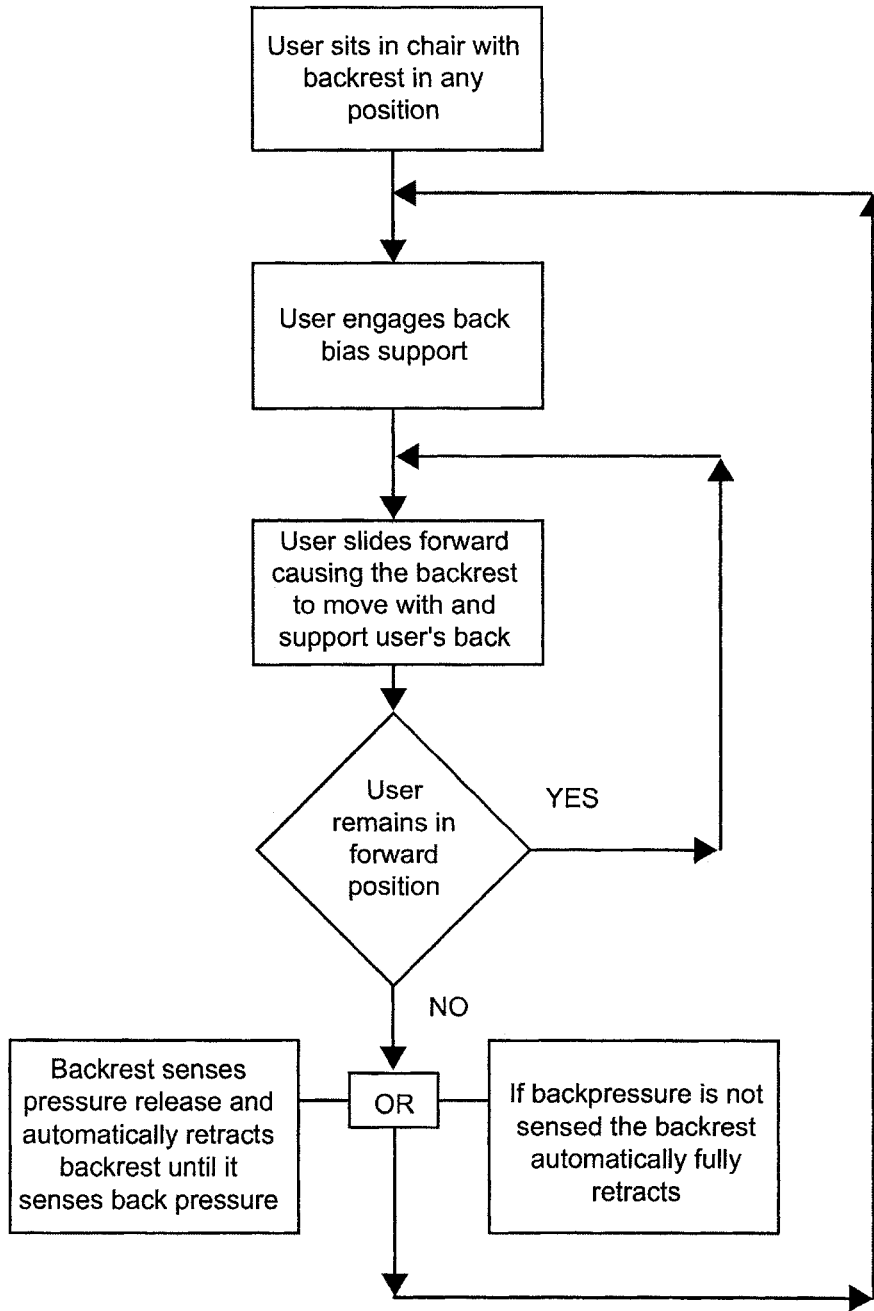 User sits in chair with
backrest in any
position
User engages back
bias support
User slides forward
causing the backrest
to move with and
support user's back
User
remains in
forward
position
YES
NO
Backrest senses
pressure release and
automatically retracts
backrest until it
senses back pressure
OR
If backpressure is not
sensed the backrest
automatically fully
retracts